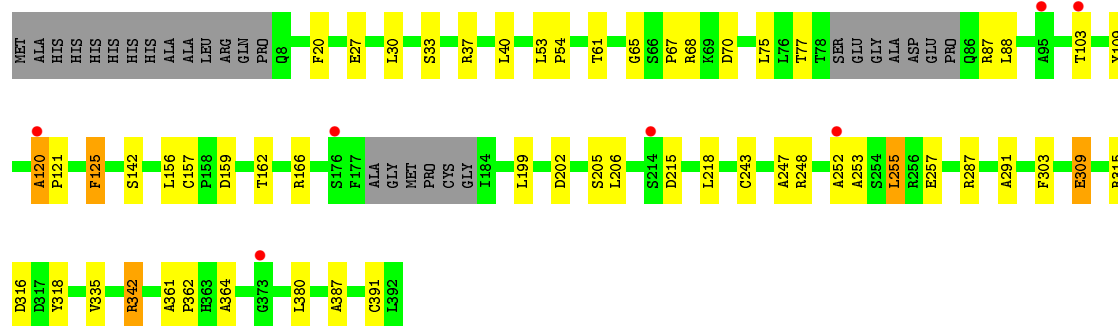 MET ALA HIS HIS HIS HIS HIS HIS ALA ALA LEU ARG GLN PRO Q8 F20 E27 L30 S33 R37 L40 L53 P54 T61 G65 S66 P67 R68 K69 D70 L75 L76 T77 T78 SER GLU GLY ALA ASP GLU PRO Q86 R87 L88 A95 T103 Y109
A120 P121 F125 S142 L156 C157 P158 D159 T162 R166 S176 F177 ALA GLY MET PRO CYS GLY I184 L199 D202 S205 L206 S214 D215 L218 C243 A247 R248 A252 A253 S254 L255 R256 E257 R287 A291 F303 E309 R315
D316 D317 Y318 V335 R342 A361 P362 H363 A364 G373 L380 A387 C391 L392